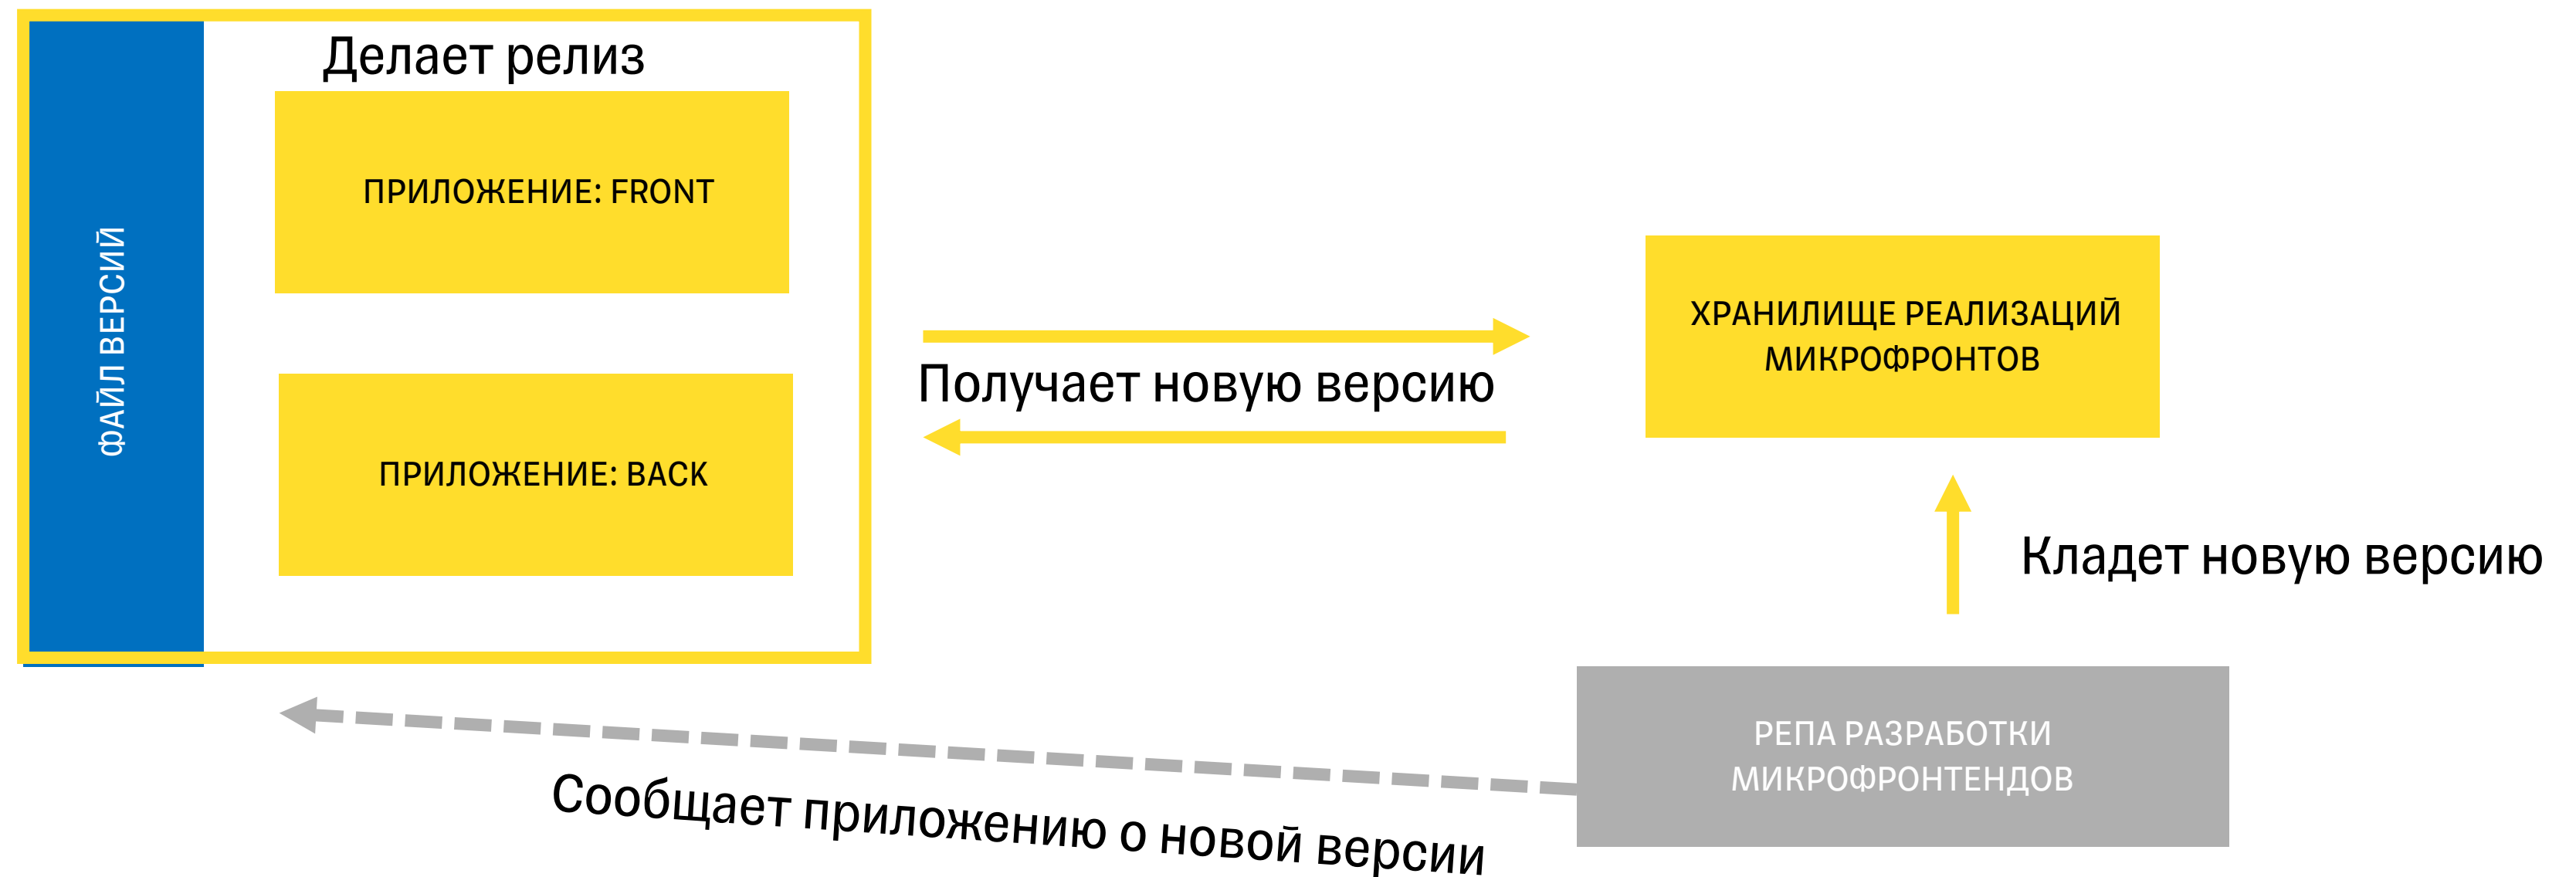 Делает релиз
ПРИЛОЖЕНИЕ: FRONT
ФАЙЛ ВЕРСИЙ
ПРИЛОЖЕНИЕ: BACK
Получает новую версию
ХРАНИЛИЩЕ РЕАЛИЗАЦИЙ
МИКРОФРОНТОВ
Кладет новую версию
РЕПА РАЗРАБОТКИ
МИКРОФРОНТЕНДОВ
Сообщает приложению о новой версии